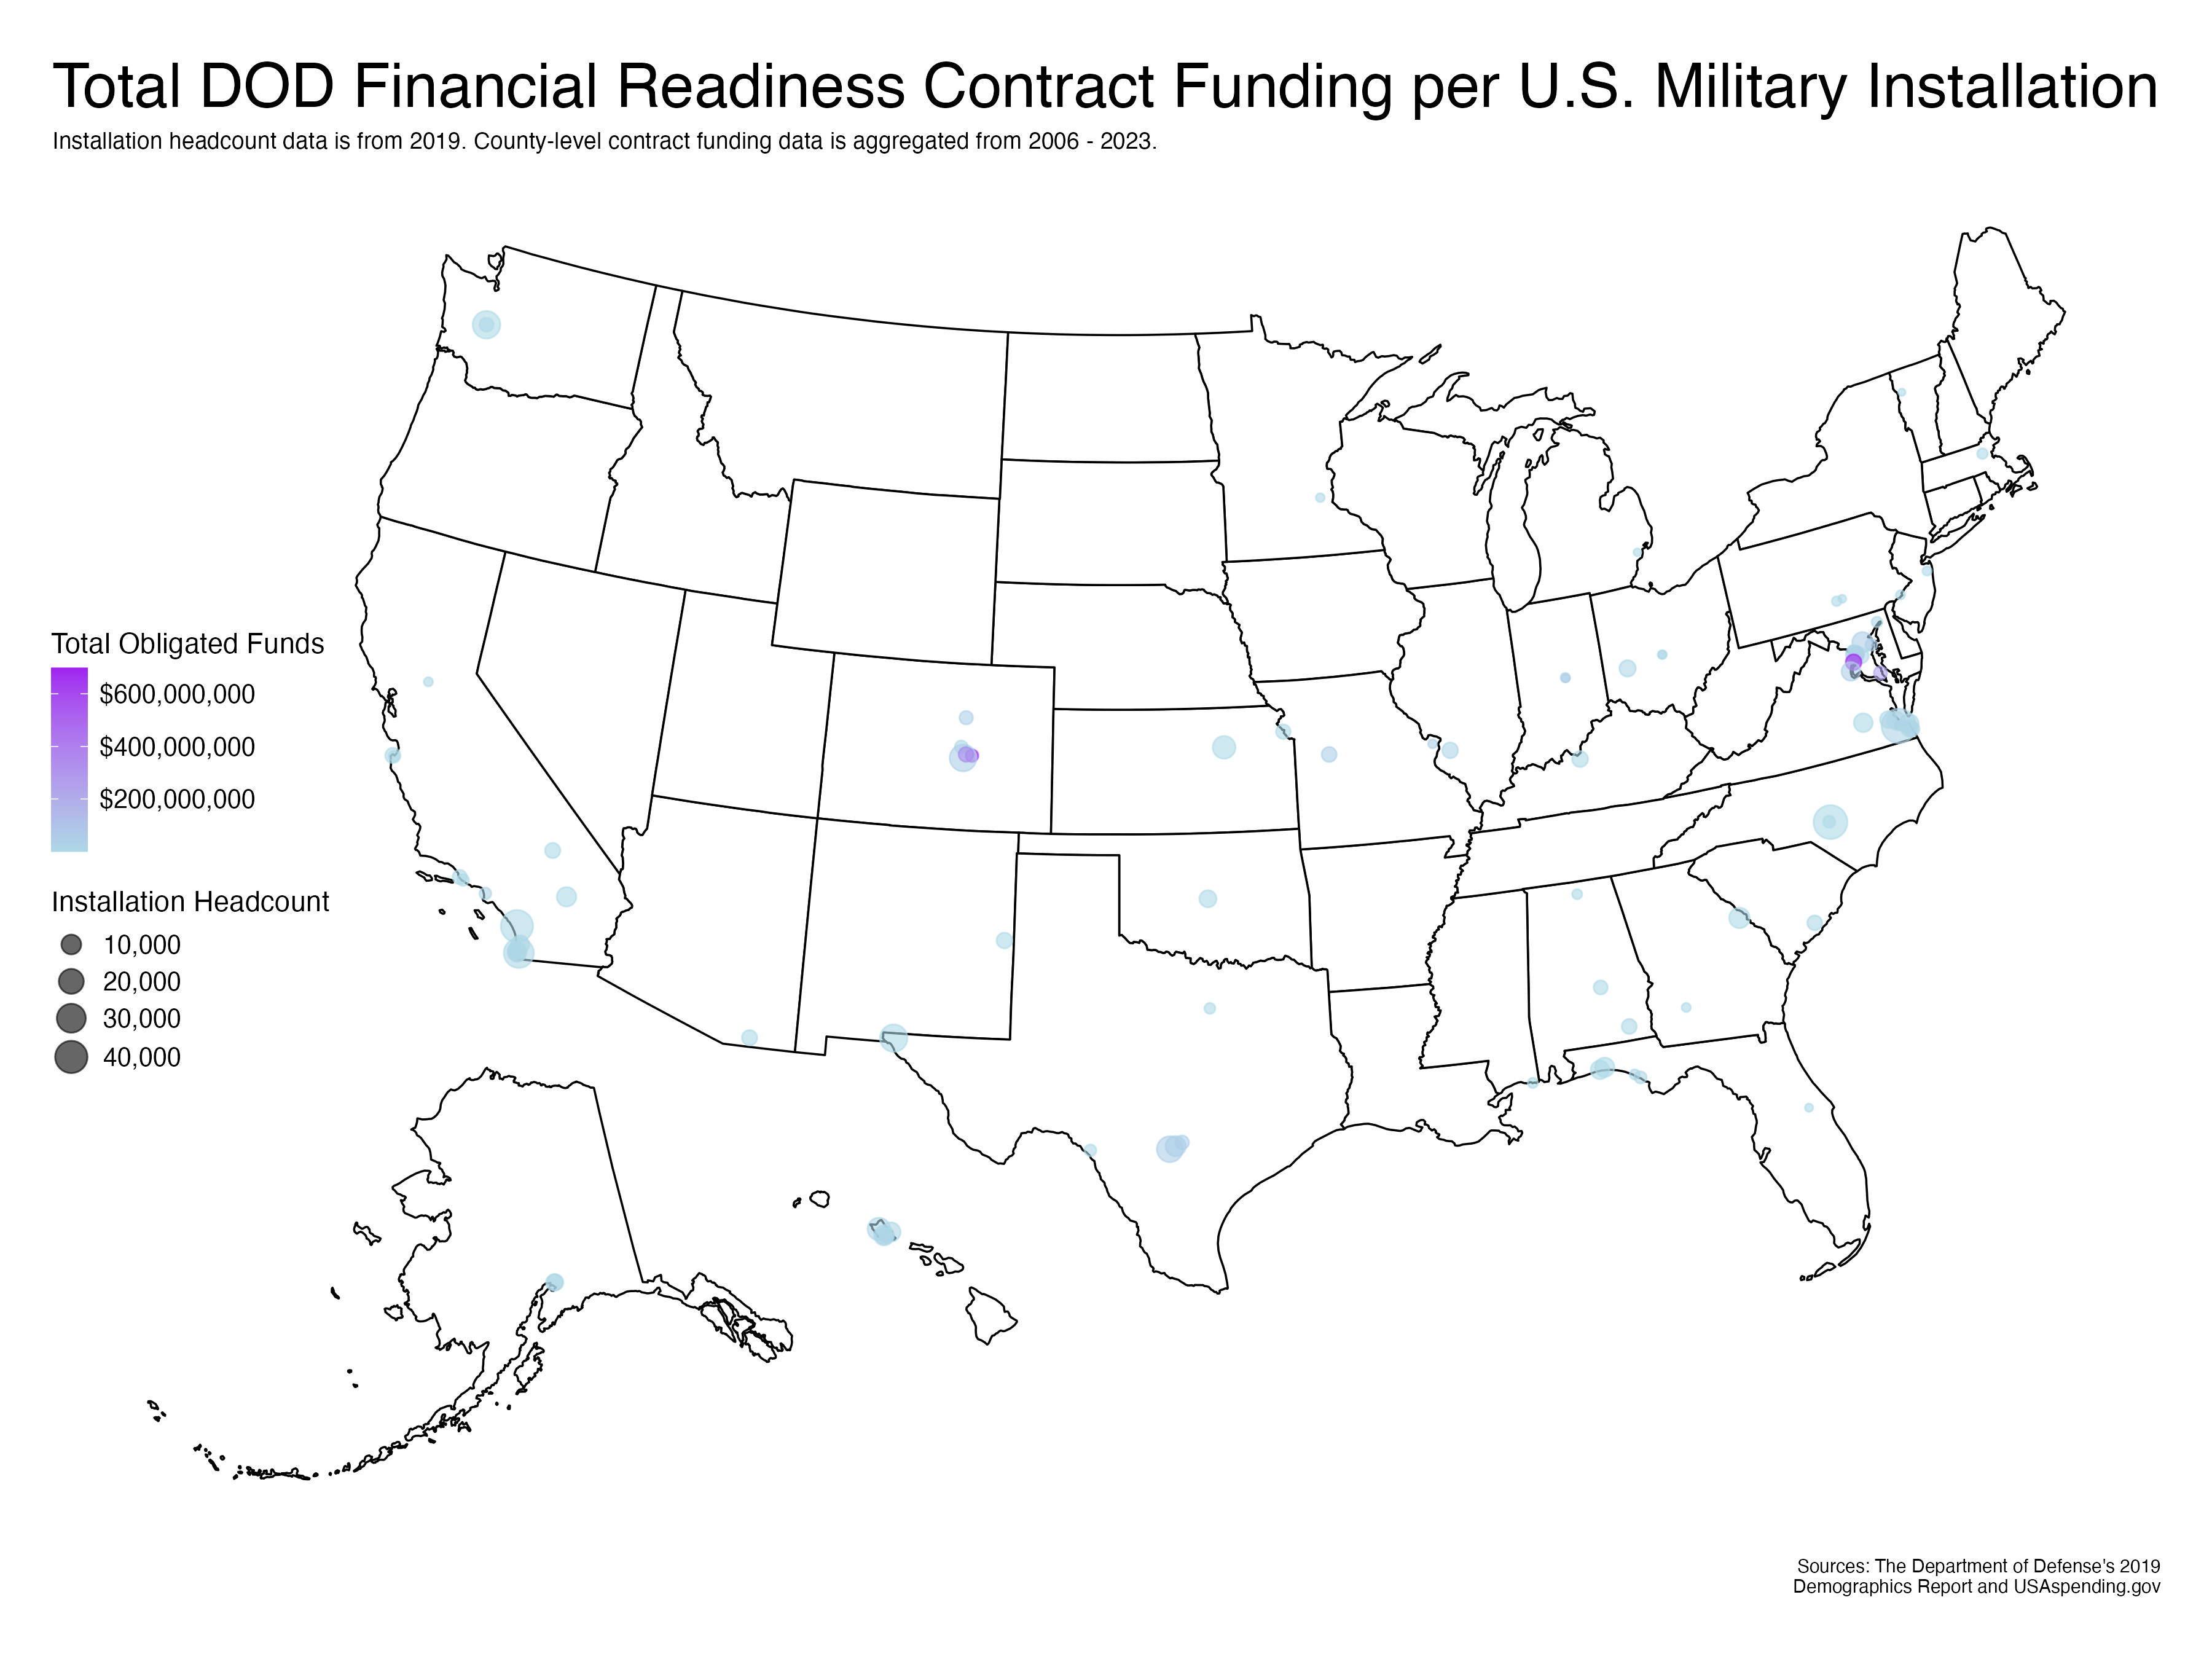 Total DOD Financial Readiness Contract Funding per U.S. Military Installation
Installation headcount data is from 2019. County-level contract funding data is aggregated from 2006 - 2023.
Total Obligated Funds
$600,000,000
$400,000,000
$200,000,000
Installation Headcount
10,000
20,000
30,000
40,000
Sources: The Department of Defense's 2019
Demographics Report and USAspending.gov